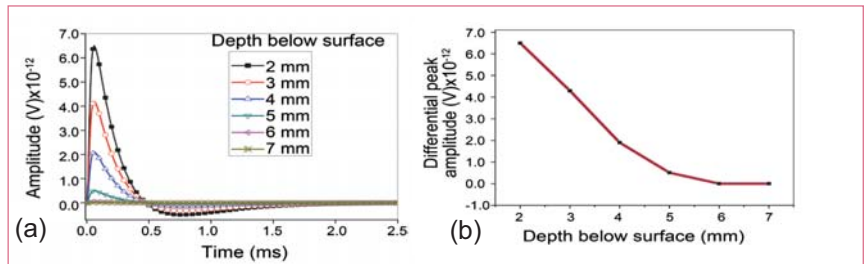 (a)
Amplitude (V)x10⁻¹²
7.0
6.0
5.0
4.0
3.0
2.0
1.0
0.0
Depth below surface
2 mm
3 mm
4 mm
5 mm
6 mm
7 mm
0.0 0.5 1.0 1.5 2.0 2.5
Time (ms)
(b)
Differential peak
amplitude (V)x10⁻¹²
7.0
6.0
5.0
4.0
3.0
2.0
1.0
0.0
-1.0
2 3 4 5 6 7
Depth below surface (mm)